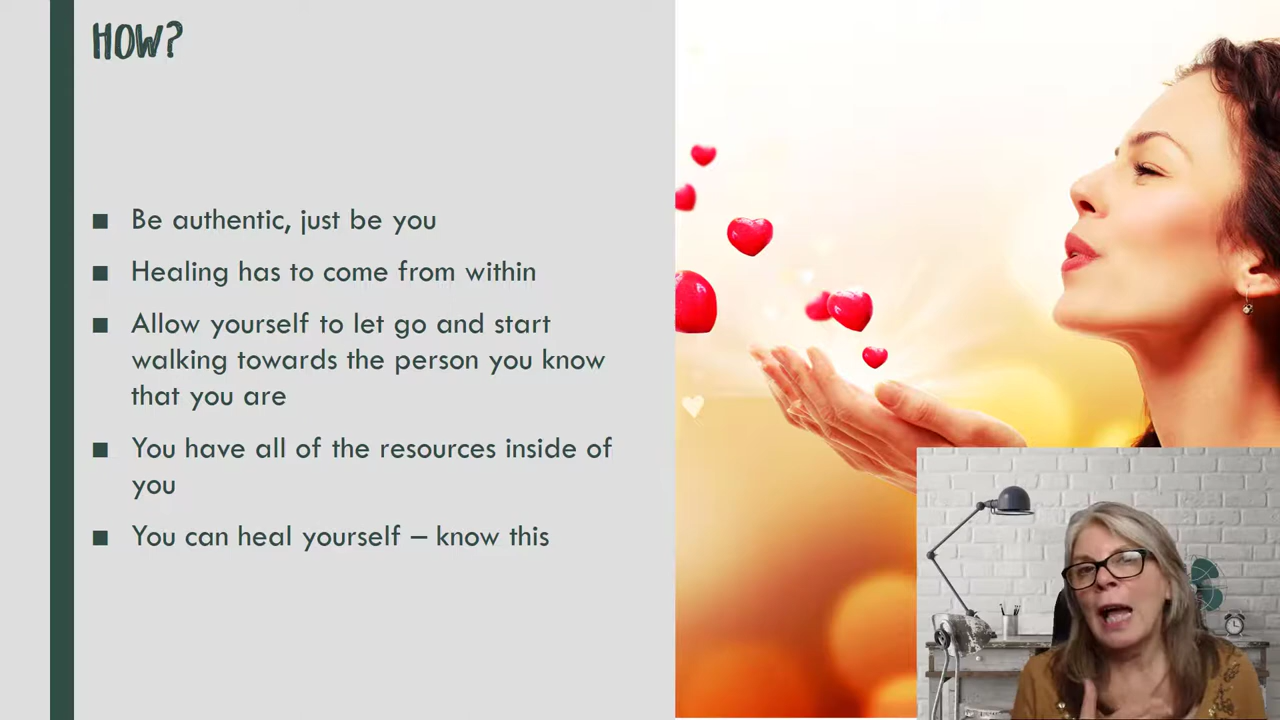 HOW?
■ Be authentic, just be you
■ Healing has to come from within
■ Allow yourself to let go and start
walking towards the person you know
that you are
■ You have all of the resources inside of
you
■ You can heal yourself – know this